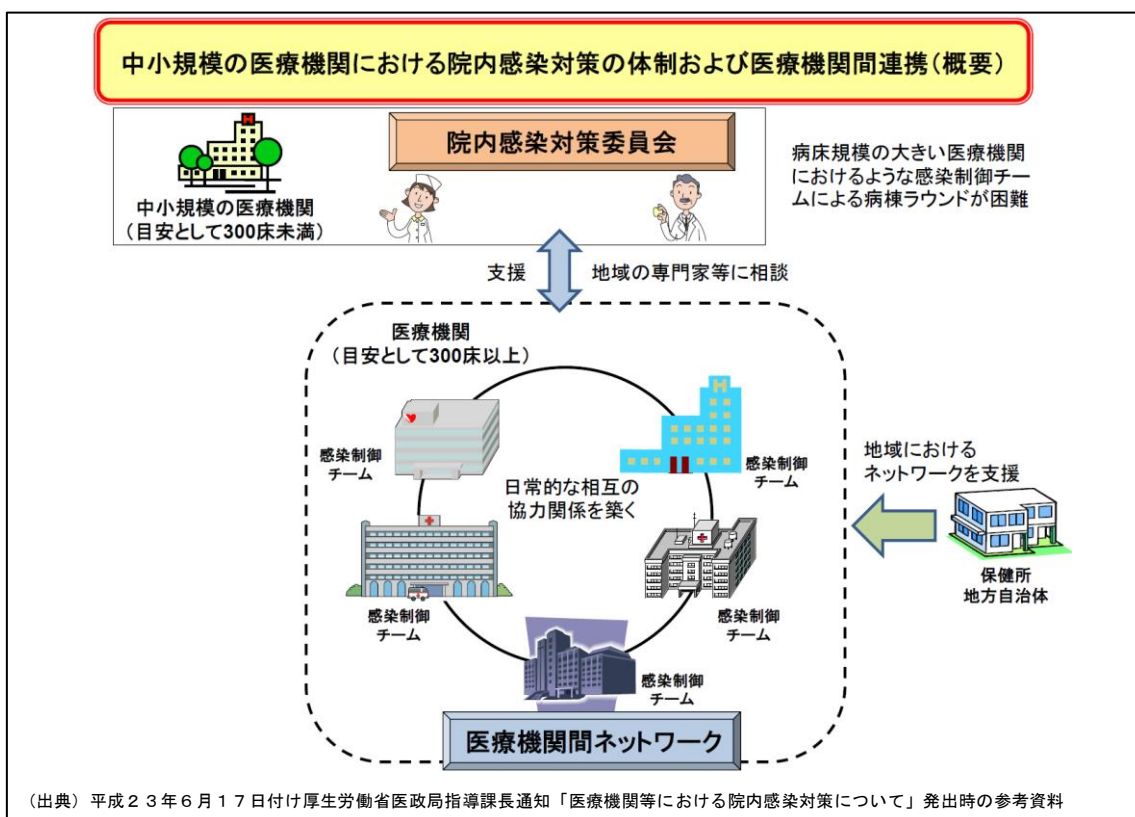 中小規模の医療機関における院内感染対策の体制および医療機関間連携(概要)
院内感染対策委員会
中小規模の医療機関
(目安として300床未満)
病床規模の大きい医療機関
におけるような感染制御チー
ムによる病棟ラウンドが困難
支援
地域の専門家等に相談
医療機関
(目安として300床以上)
感染制御
チーム
感染制御
チーム
日常的な相互の
協力関係を築く
感染制御
チーム
感染制御
チーム
感染制御
チーム
医療機関間ネットワーク
地域における
ネットワークを支援
保健所
地方自治体
(出典)平成23年6月17日付け厚生労働省医政局指導課長通知「医療機関等における院内感染対策について」発出時の参考資料